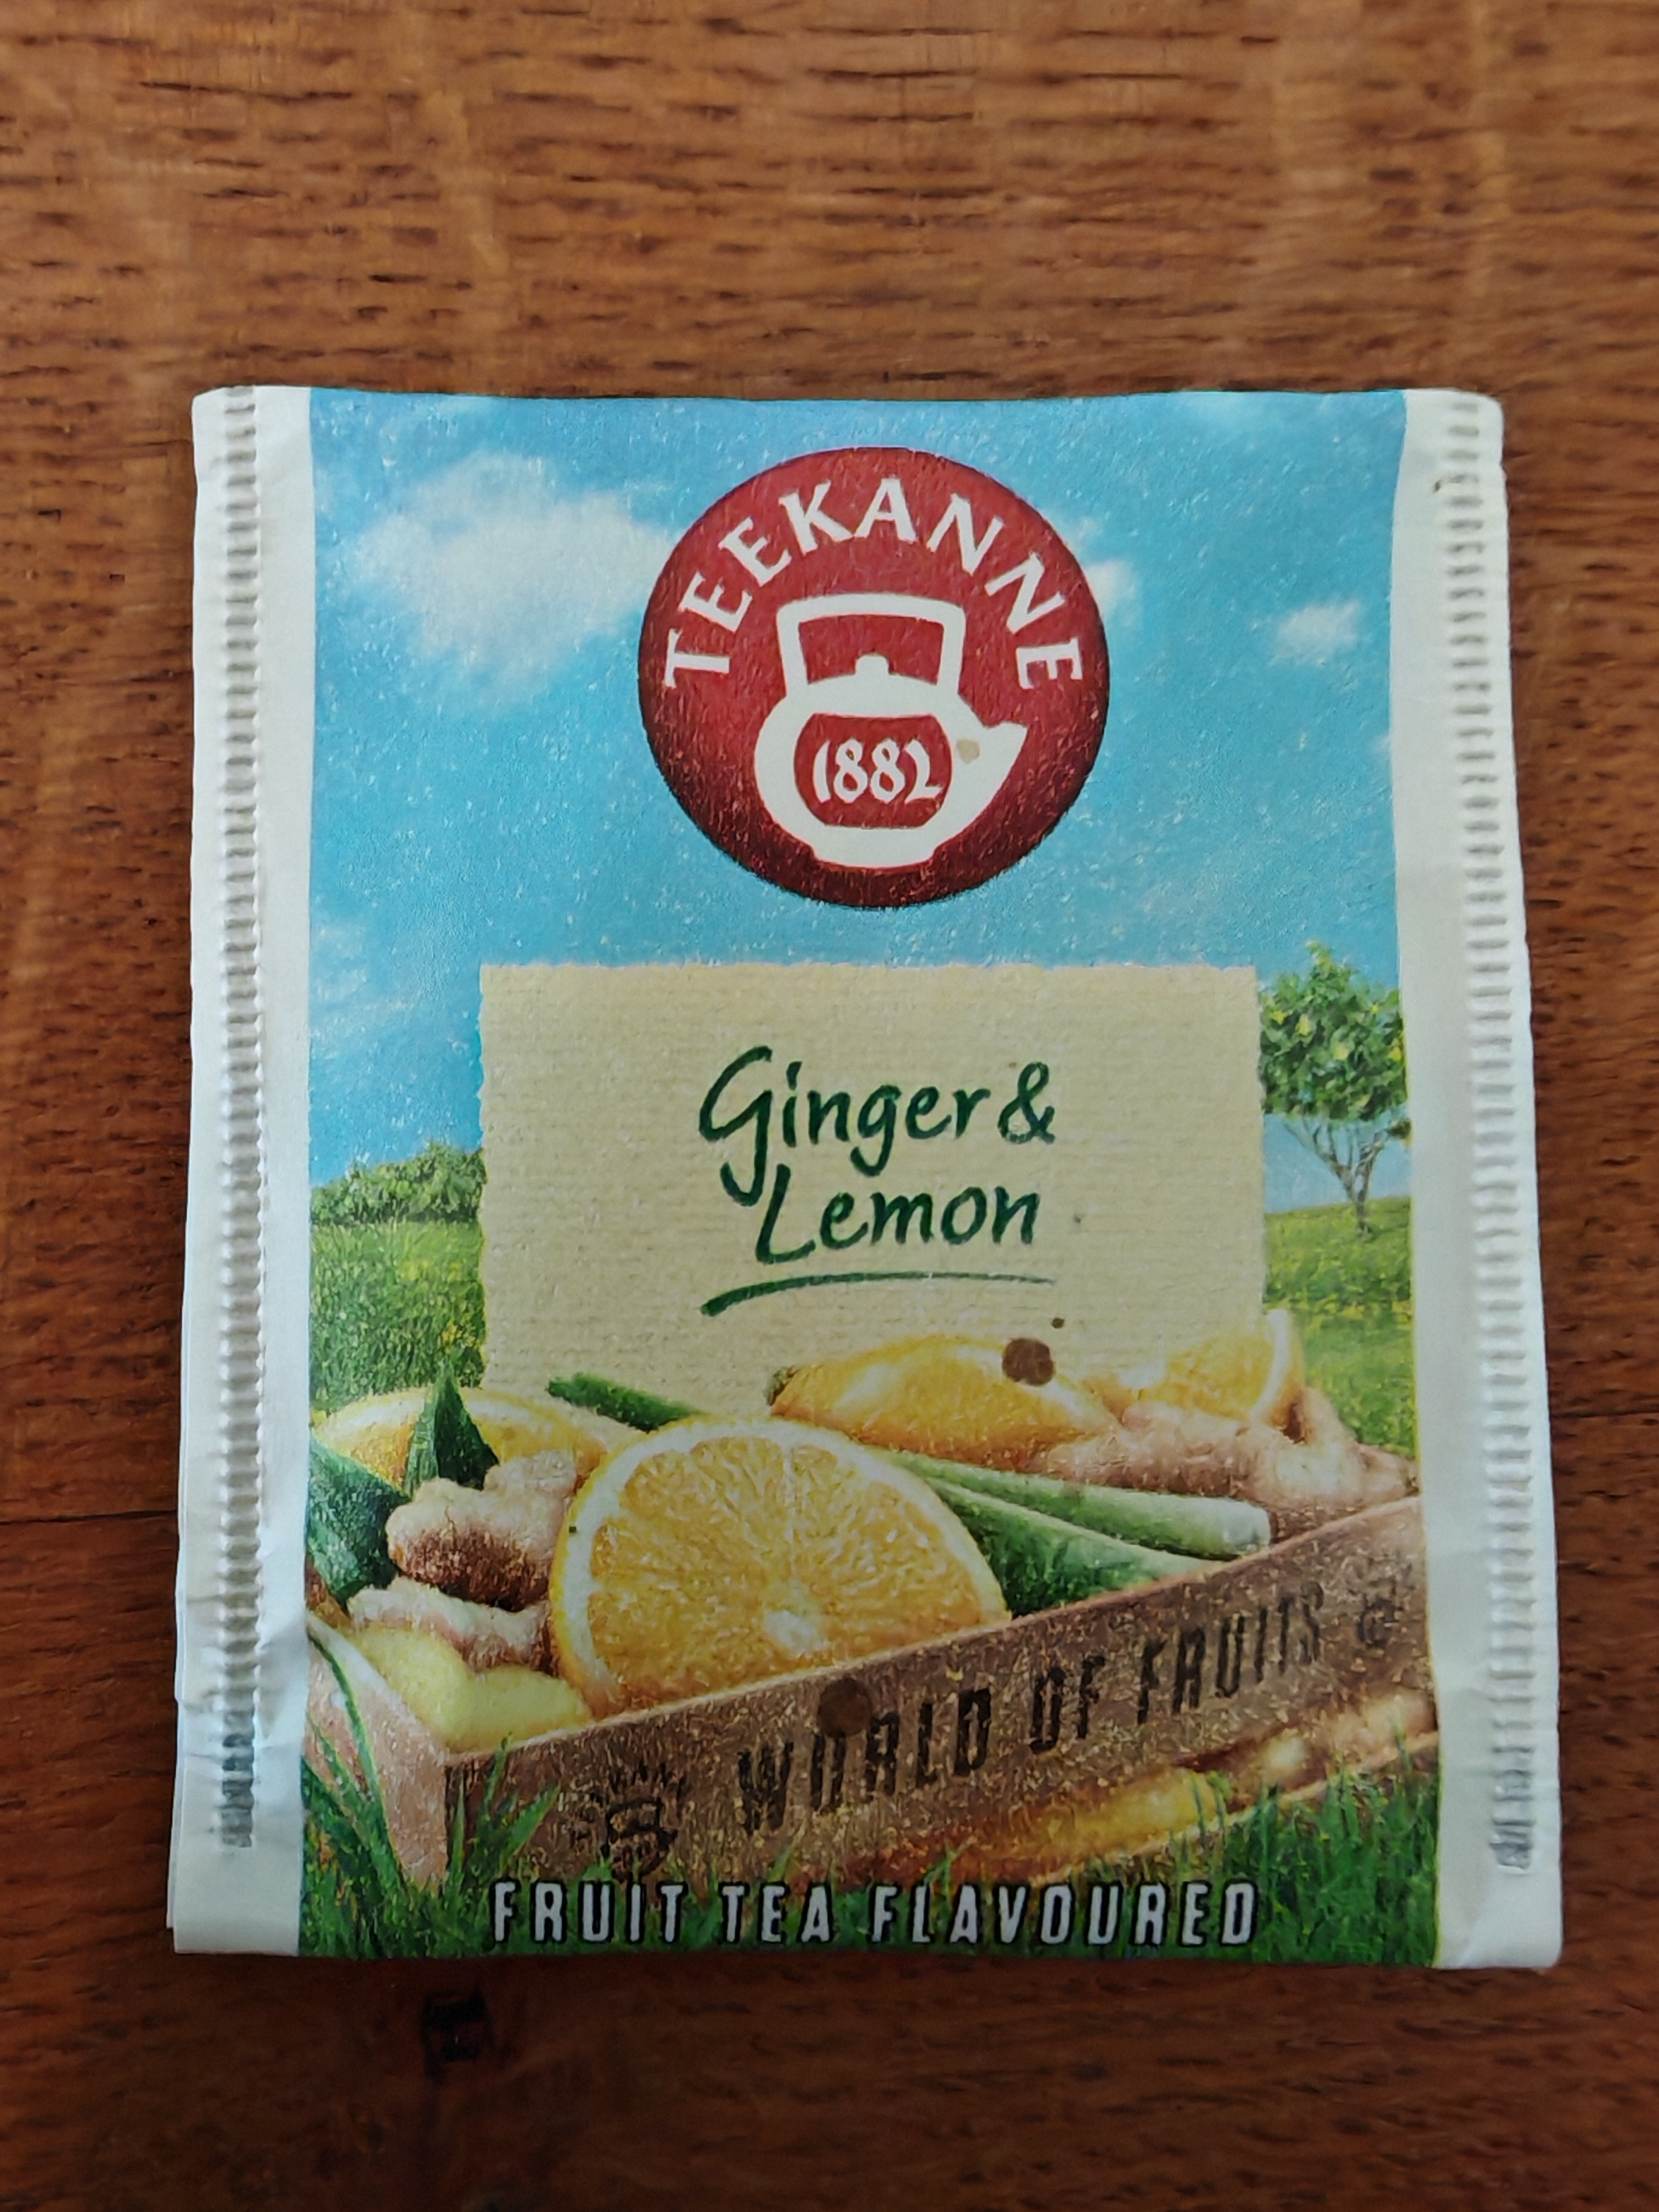 TEEKANNE
1882
Ginger &
Lemon
WORLD OF FRUITS
FRUIT TEA FLAVOURED